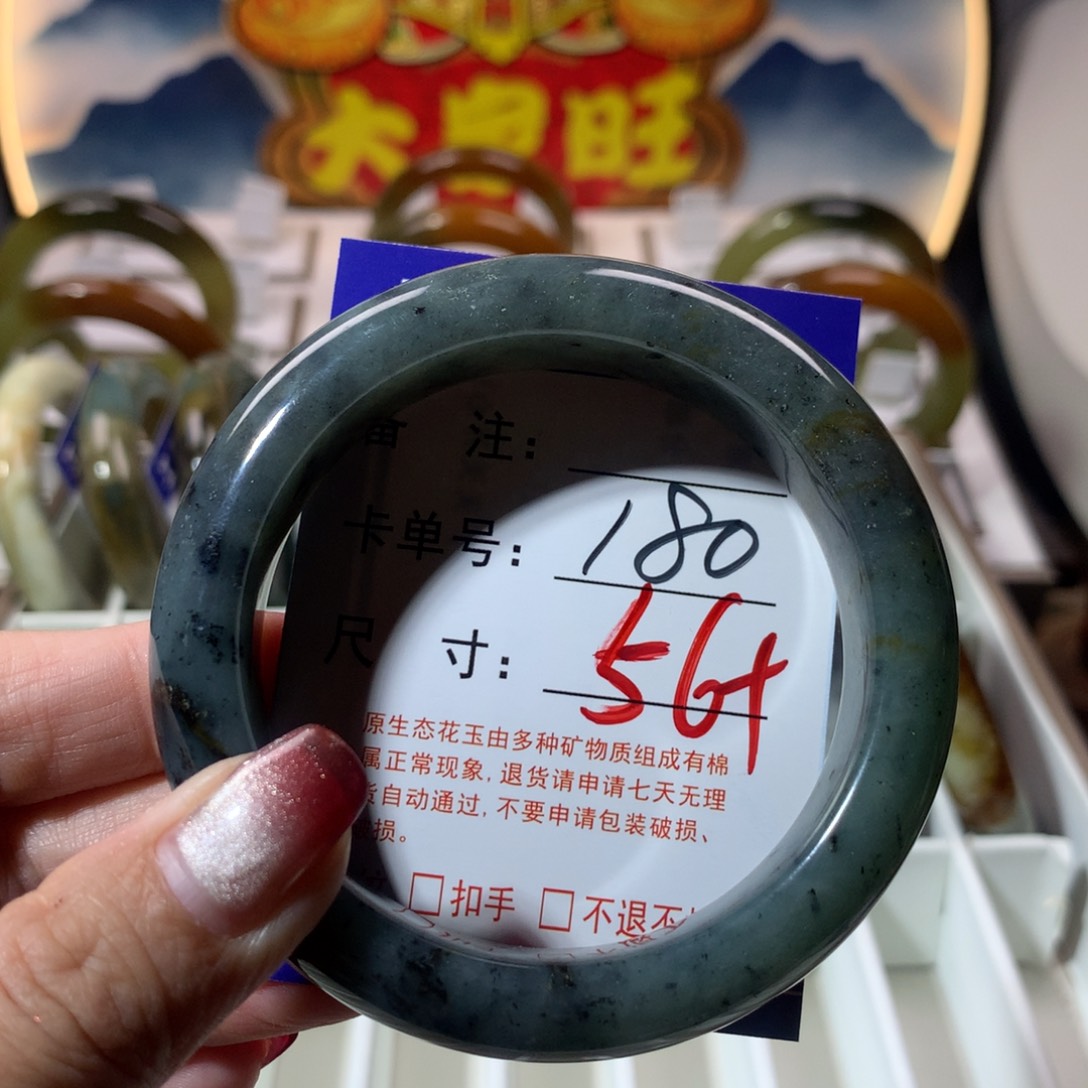 大皇旺
备 注：
卡单号： 180
尺 寸： 56+
原生态花玉由多种矿物质组成有棉
属正常现象, 退货请申请七天无理
货自动通过, 不要申请包装破损、
损。
□扣手 □不退不